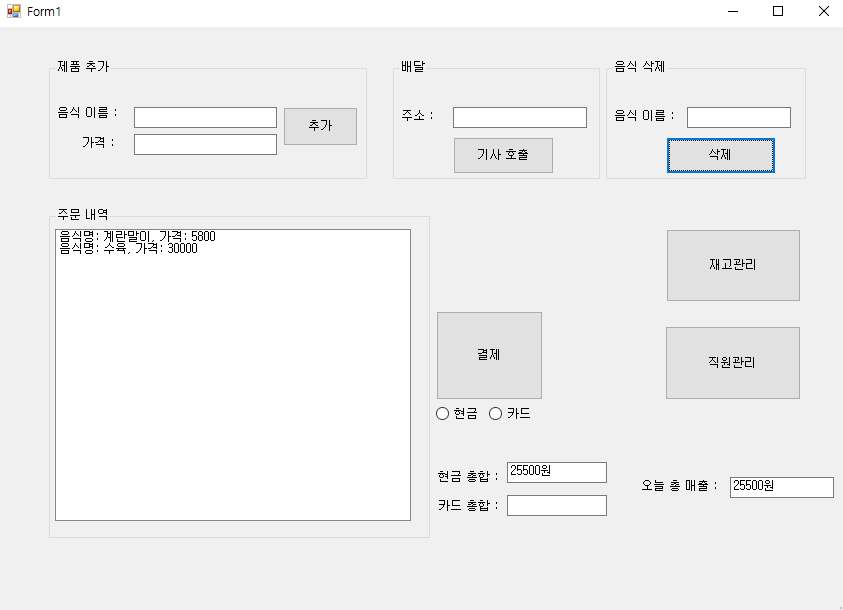 Form1
제품 추가
음식 이름 :
추가
가격 :
배달
주소 :
기사 호출
음식 삭제
음식 이름 :
삭제
주문 내역
음식명: 계란말이, 가격: 5800
음식명: 수육, 가격: 30000
재고관리
결제
직원관리
현금 카드
현금 총합 : 25500원
카드 총합 :
오늘 총 매출 : 25500원